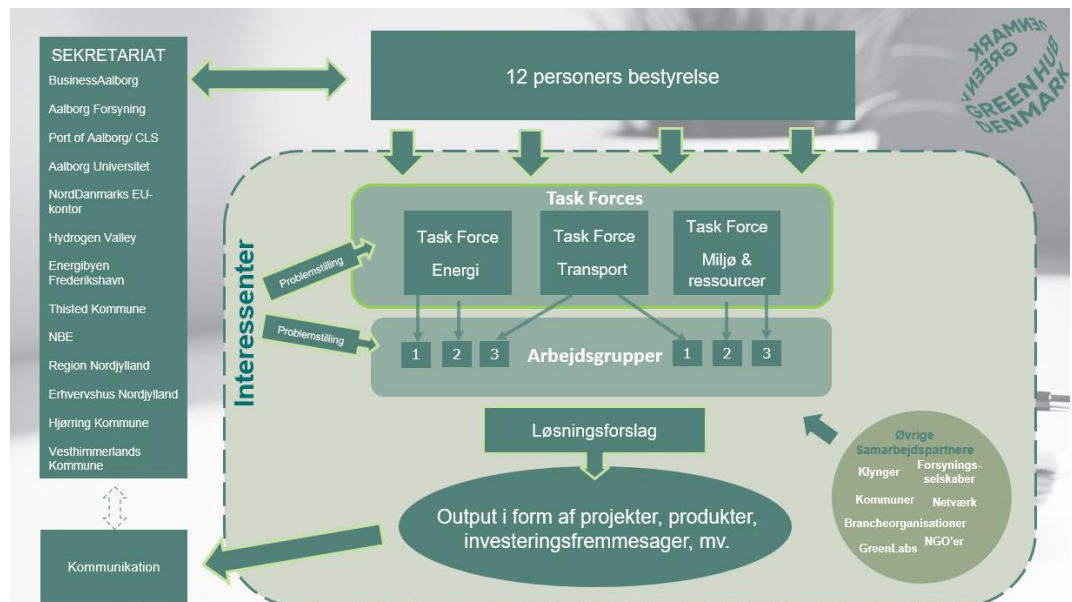 SEKRETARIAT
BusinessAalborg
Aalborg Forsyning
Port of Aalborg/ CLS
Aalborg Universitet
NordDanmarks EU-
kontor
Hydrogen Valley
Energibyen
Frederikshavn
Thisted Kommune
NBE
Region Nordjylland
Erhvervshus Nordjylland
Hjørring Kommune
Vesthimmerlands
Kommune
Kommunikation
12 personers bestyrelse
GREEN HUB
DENMARK
GREEN
DENMARK
Interessenter
Problemstilling
Problemstilling
Task Forces
Task Force
Energi
Task Force
Transport
Task Force
Miljø &
ressourcer
1 2 3 Arbejdsgrupper 1 2 3
Løsningsforslag
Output i form af projekter, produkter,
investeringsfremmesager, mv.
Øvrige
Samarbejdspartnere
Klynger
Forsynings-
selskaber
Kommuner
Netværk
Brancheorganisationer
GreenLabs
NGO’er